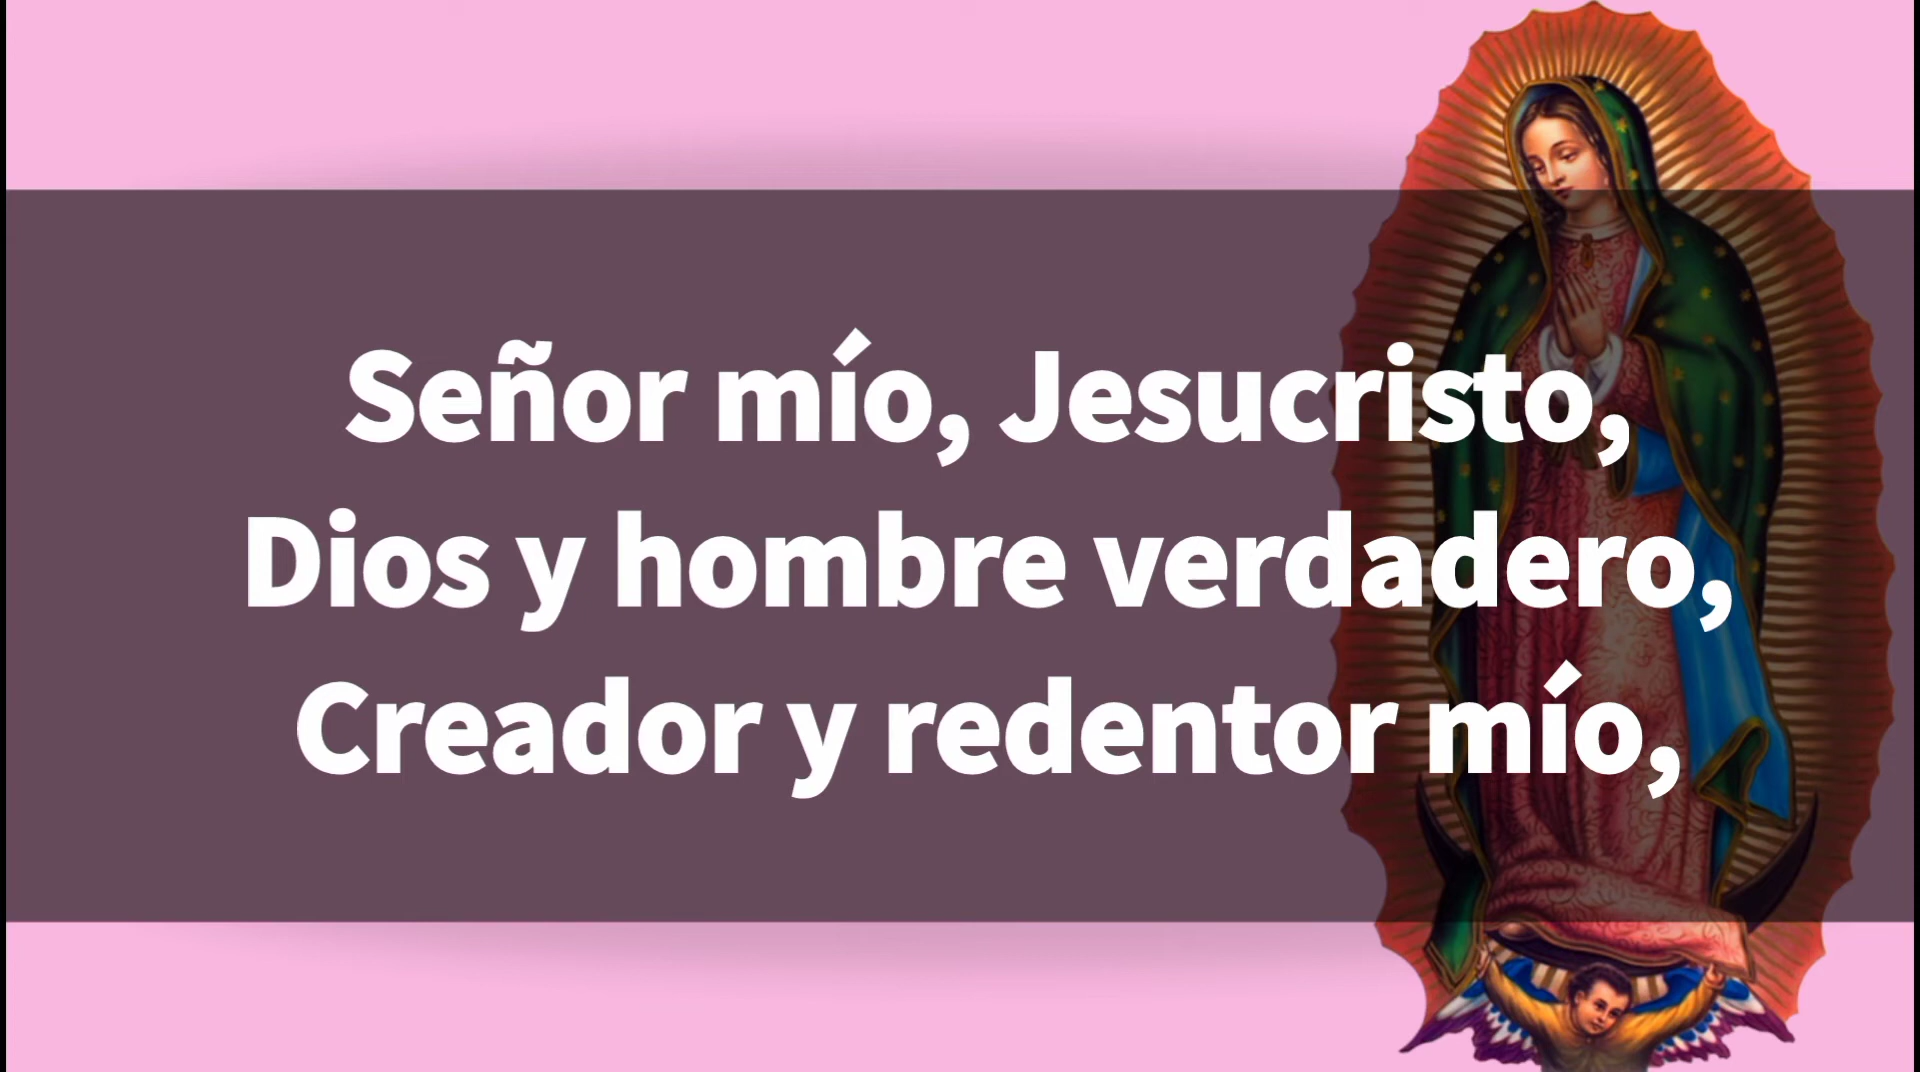 Señor mío, Jesucristo,
Dios y hombre verdadero,
Creador y redentor mío,